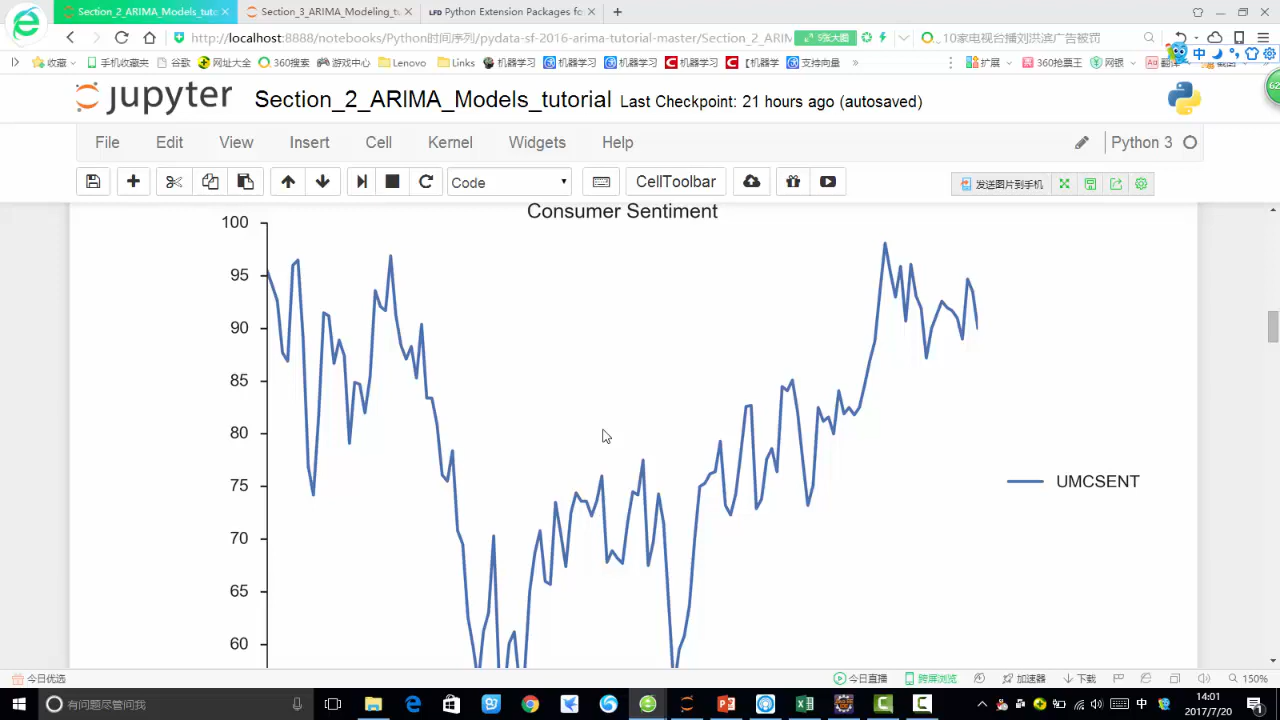 Section_2_ARIMA_Models_tuto
Section_3_ARIMA_Modeling_t
Python Extension Packages fo
http://localhost:8888/notebooks/Python时间序列/pydata-sf-2016-arima-tutorial-master/Section_2_ARIM
5张大图
10家电视台播刘洪滨广告被罚
收藏
手机收藏夹
谷歌
网址大全
360搜索
游戏中心
Lenovo
Links
机器学习
机器学习
机器学习
机器学习
【机器学
支持向量
»
扩展
360抢票王
网银
翻译
中
62
jupyter
Section_2_ARIMA_Models_tutorial
Last Checkpoint: 21 hours ago (autosaved)
File
Edit
View
Insert
Cell
Kernel
Widgets
Help
Python 3
Code
CellToolbar
发送图片到手机
Consumer Sentiment
100
95
90
85
80
75
70
65
60
UMCSENT
今日优选
今日直播
跨屏浏览
加速器
下载
150%
有问题尽管问我
中
14:01
2017/7/20